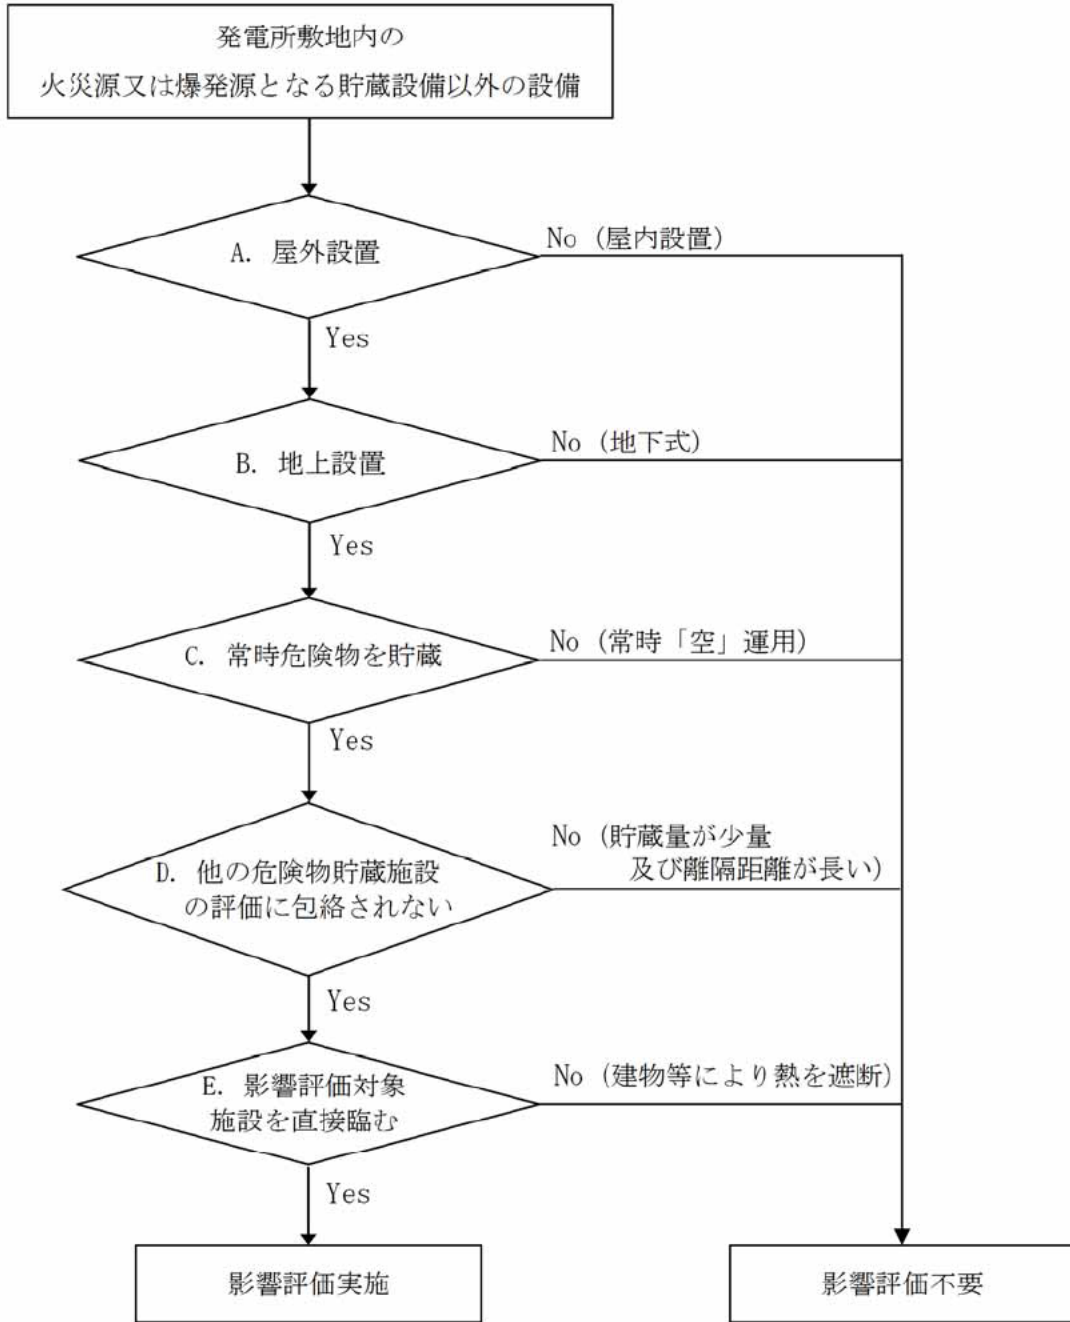 発電所敷地内の
火災源又は爆発源となる貯蔵設備以外の設備
A. 屋外設置
No (屋内設置)
Yes
B. 地上設置
No (地下式)
Yes
C. 常時危険物を貯蔵
No (常時「空」運用)
Yes
D. 他の危険物貯蔵施設
の評価に包絡されない
No (貯蔵量が少量
及び離隔距離が長い)
Yes
E. 影響評価対象
施設を直接臨む
No (建物等により熱を遮断)
Yes
影響評価実施
影響評価不要